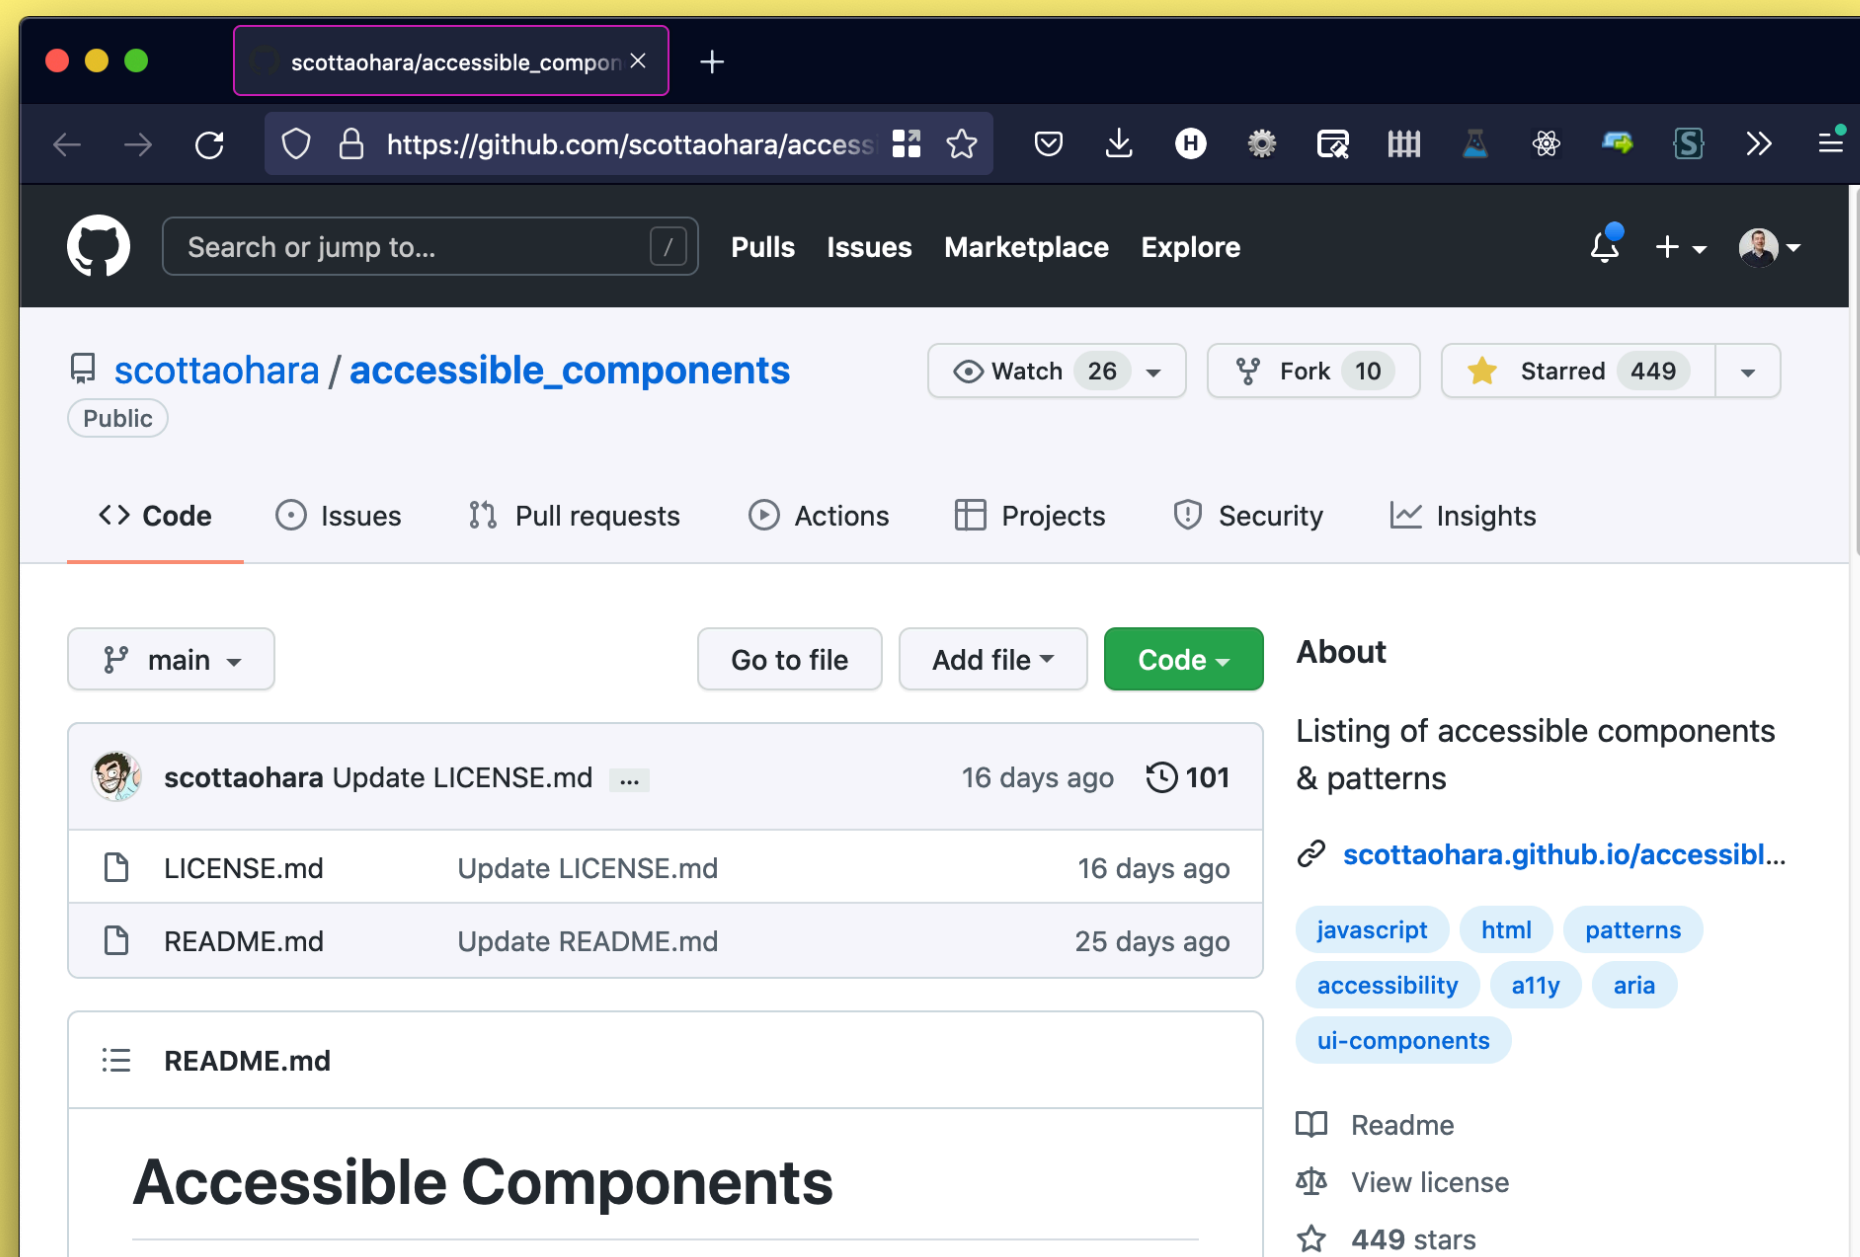 scottaohara/accessible_compon
https://github.com/scottaohara/access
Search or jump to... /
Pulls Issues Marketplace Explore
scottaohara / accessible_components
Watch 26 Fork 10 Starred 449
Public
Code Issues Pull requests Actions Projects Security Insights
main Go to file Add file Code
scottaohara Update LICENSE.md ... 16 days ago 101
LICENSE.md Update LICENSE.md 16 days ago
README.md Update README.md 25 days ago
README.md
Accessible Components
About
Listing of accessible components
& patterns
scottaohara.github.io/accessibl...
javascript html patterns
accessibility a11y aria
ui-components
Readme
View license
449 stars